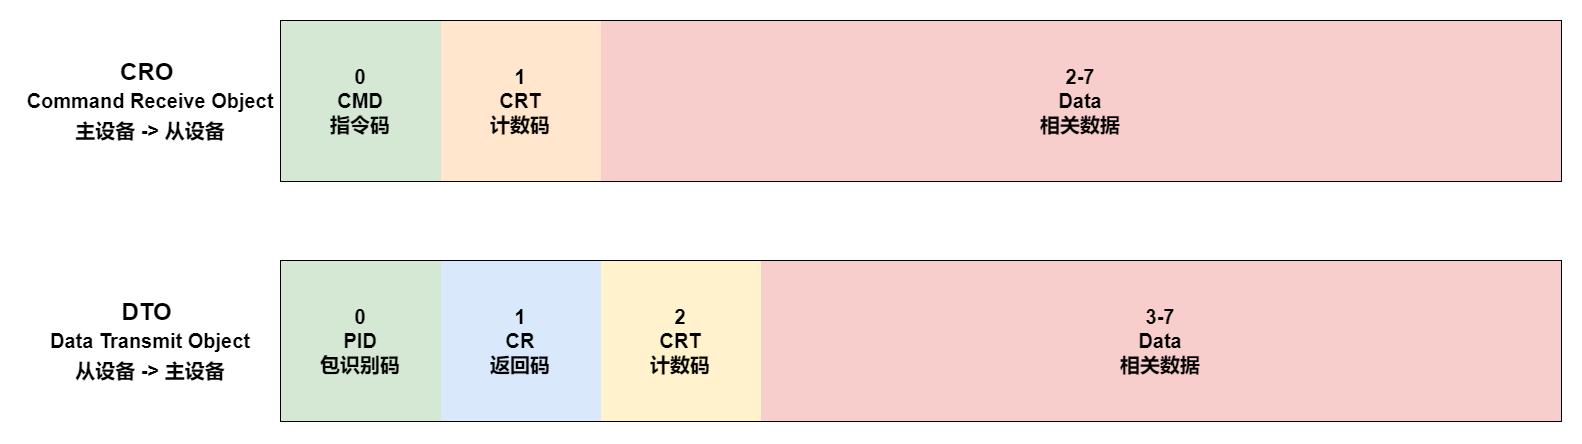 CRO
Command Receive Object
主设备 -> 从设备
0
CMD
指令码
1
CRT
计数码
2-7
Data
相关数据
DTO
Data Transmit Object
从设备 -> 主设备
0
PID
包识别码
1
CR
返回码
2
CRT
计数码
3-7
Data
相关数据